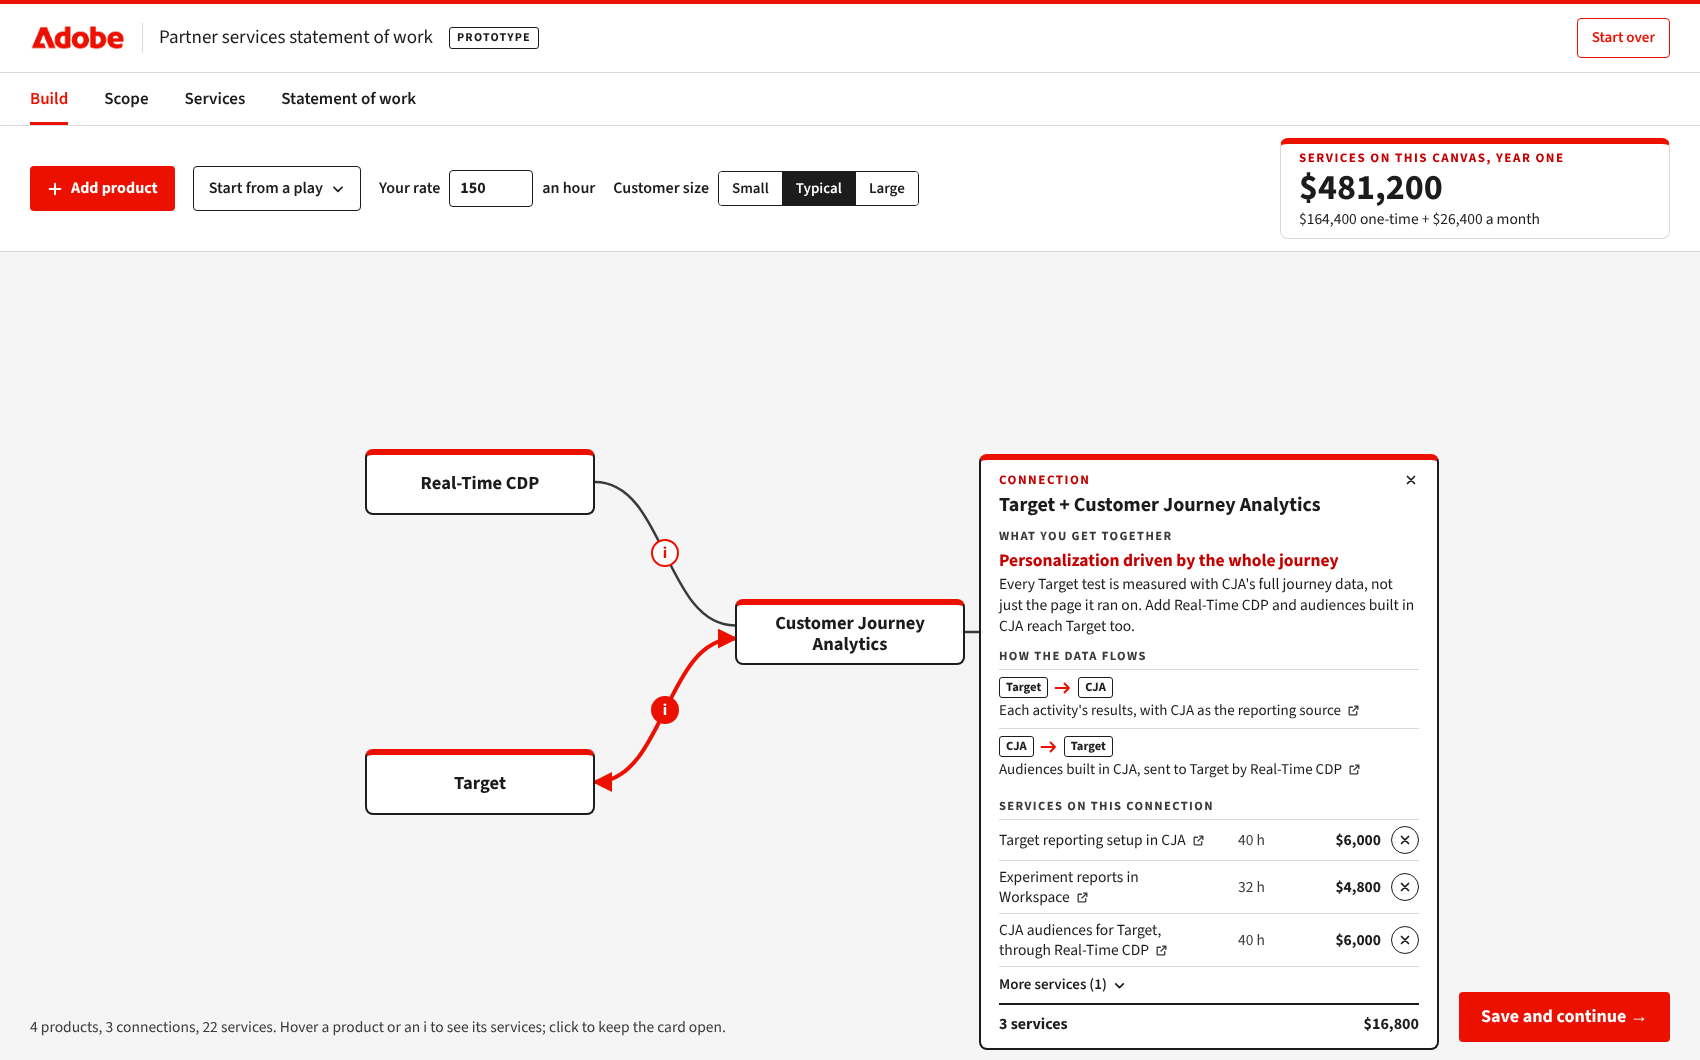 Adobe
Partner services statement of work
PROTOTYPE
Start over
Build
Scope
Services
Statement of work
+ Add product
Start from a play
Your rate
150
an hour
Customer size
Small
Typical
Large
SERVICES ON THIS CANVAS, YEAR ONE
$481,200
$164,400 one-time + $26,400 a month
Real-Time CDP
i
Customer Journey
Analytics
i
Target
CONNECTION
Target + Customer Journey Analytics
WHAT YOU GET TOGETHER
Personalization driven by the whole journey
Every Target test is measured with CJA's full journey data, not
just the page it ran on. Add Real-Time CDP and audiences built in
CJA reach Target too.
HOW THE DATA FLOWS
Target → CJA
Each activity's results, with CJA as the reporting source
CJA → Target
Audiences built in CJA, sent to Target by Real-Time CDP
SERVICES ON THIS CONNECTION
Target reporting setup in CJA 40 h $6,000
Experiment reports in
Workspace 32 h $4,800
CJA audiences for Target,
through Real-Time CDP 40 h $6,000
More services (1)
3 services $16,800
4 products, 3 connections, 22 services. Hover a product or an i to see its services; click to keep the card open.
Save and continue →